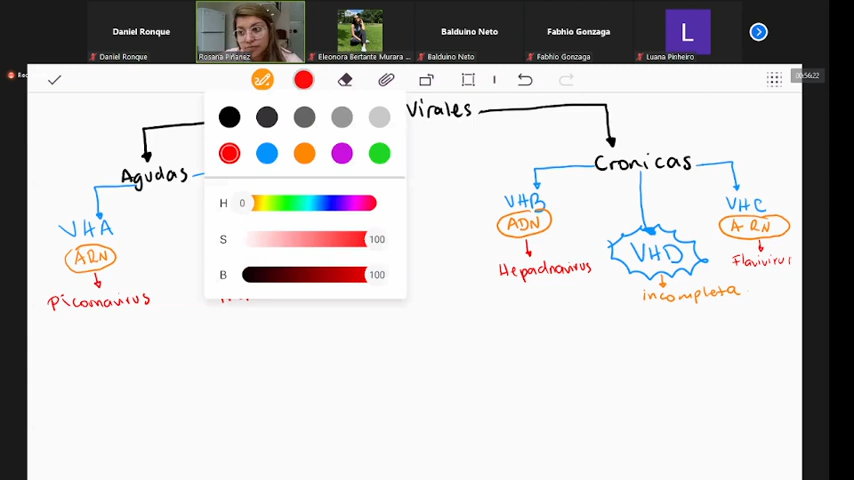 Daniel Ronque
Balduino Neto
Fabhio Gonzaga
L
Daniel Ronque
Rosana Piñanez
Eleonora Bertante Murara ...
Balduino Neto
Fabhio Gonzaga
Luana Pinheiro
00:56:22
Virales
Agudas
Cronicas
VHA
ARN
Picornavirus
H 0
S 100
B 100
VHB
ADN
Hepadnavirus
VHD
incompleta
VHC
ARN
Flavivirus